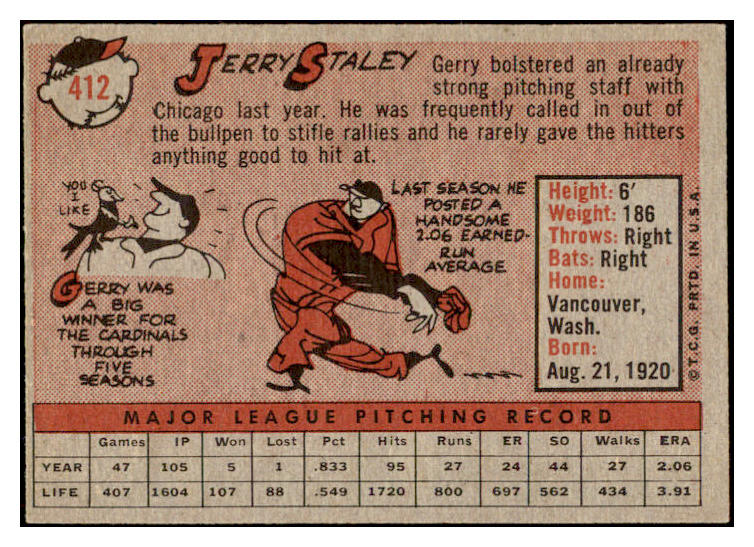 412
JERRY STALEY
Gerry bolstered an already
strong pitching staff with
Chicago last year. He was frequently called in out of
the bullpen to stifle rallies and he rarely gave the hitters
anything good to hit at.
YOU
I
LIKE
GERRY WAS
A BIG
WINNER FOR
THE CARDINALS
THROUGH
FIVE
SEASONS
LAST SEASON HE
POSTED A
HANDSOME
2.06 EARNED-
RUN
AVERAGE
Height: 6'
Weight: 186
Throws: Right
Bats: Right
Home:
Vancouver,
Wash.
Born:
Aug. 21, 1920
© T.C.G. PRTD. IN U.S.A.
MAJOR LEAGUE PITCHING RECORD
Games IP Won Lost Pct Hits Runs ER SO Walks ERA
YEAR 47 105 5 1 .833 95 27 24 44 27 2.06
LIFE 407 1604 107 88 .549 1720 800 697 562 434 3.91